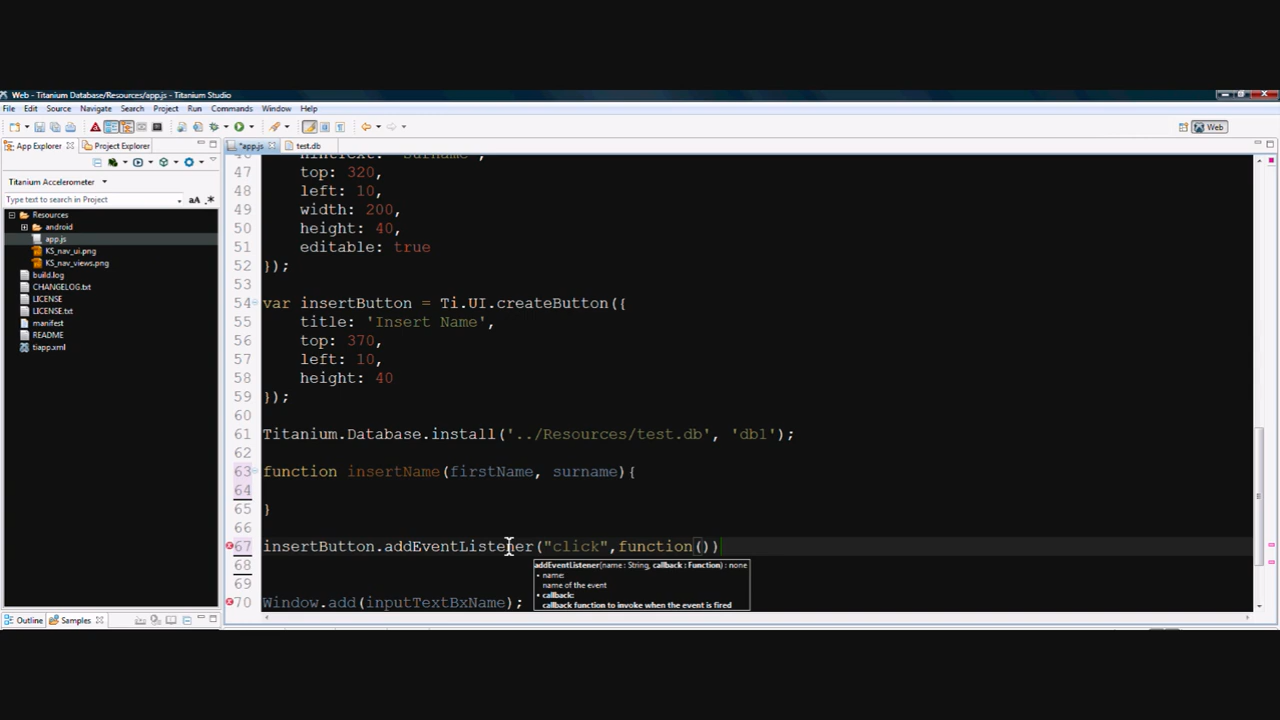 Web - Titanium Database/Resources/app.js - Titanium Studio
File Edit Source Navigate Search Project Run Commands Window Help
Web
App Explorer Project Explorer
*app.js test.db
Titanium Accelerometer
Type text to search in Project
aA .*
Resources
android
app.js
KS_nav_ui.png
KS_nav_views.png
build.log
CHANGELOG.txt
LICENSE
LICENSE.txt
manifest
README
tiapp.xml
46 hintText: 'Surname',
47 top: 320,
48 left: 10,
49 width: 200,
50 height: 40,
51 editable: true
52 });
53
54 var insertButton = Ti.UI.createButton({
55 title: 'Insert Name',
56 top: 370,
57 left: 10,
58 height: 40
59 });
60
61 Titanium.Database.install('../Resources/test.db', 'db1');
62
63 function insertName(firstName, surname){
64
65 }
66
67 insertButton.addEventListener("click",function())
68
69
70 Window.add(inputTextBxName);
addEventListener(name : String, callback : Function) : none
• name:
name of the event
• callback:
callback function to invoke when the event is fired
Outline Samples